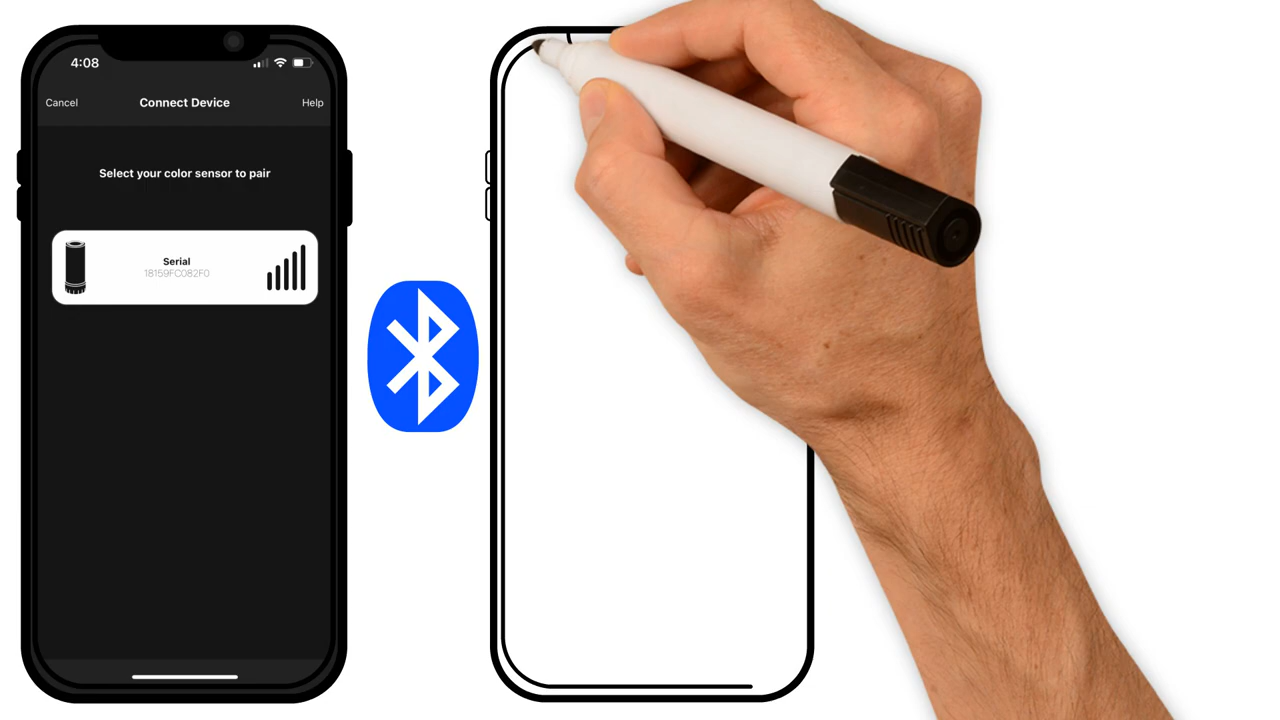 4:08
Cancel
Connect Device
Help
Select your color sensor to pair
Serial
18159FC082F0